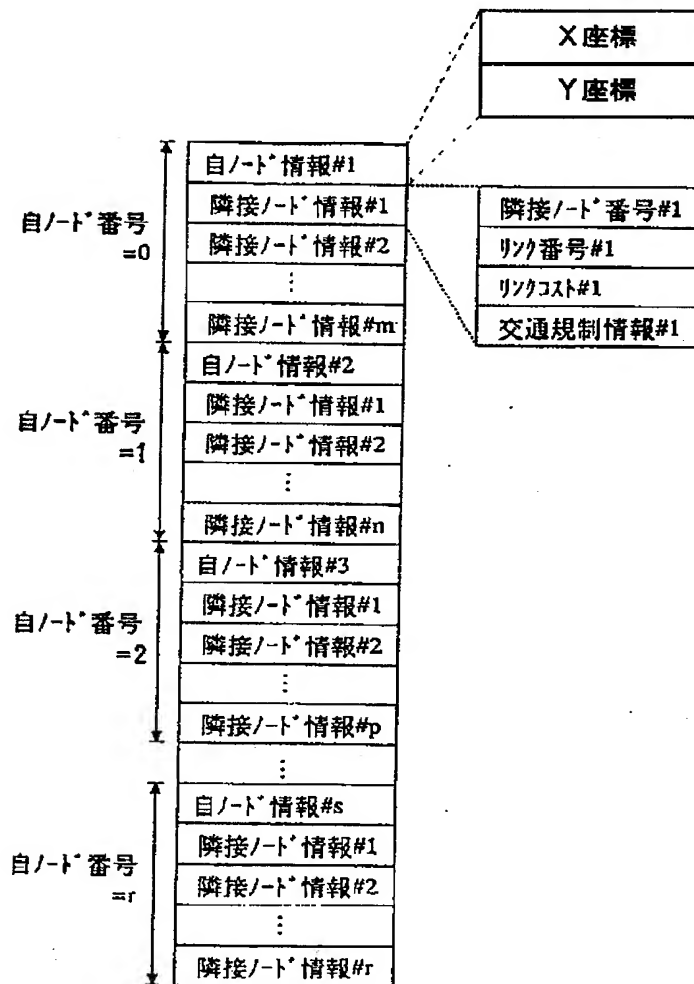 X座標
Y座標
自ﾉｰﾄﾞ情報#1
隣接ﾉｰﾄﾞ情報#1
隣接ﾉｰﾄﾞ情報#2
⋮
隣接ﾉｰﾄﾞ情報#m
自ﾉｰﾄﾞ番号
=0
隣接ﾉｰﾄﾞ番号#1
ﾘﾝｸ番号#1
ﾘﾝｸｺｽﾄ#1
交通規制情報#1
自ﾉｰﾄﾞ情報#2
隣接ﾉｰﾄﾞ情報#1
隣接ﾉｰﾄﾞ情報#2
⋮
隣接ﾉｰﾄﾞ情報#n
自ﾉｰﾄﾞ番号
=1
自ﾉｰﾄﾞ情報#3
隣接ﾉｰﾄﾞ情報#1
隣接ﾉｰﾄﾞ情報#2
⋮
隣接ﾉｰﾄﾞ情報#p
自ﾉｰﾄﾞ番号
=2
⋮
自ﾉｰﾄﾞ情報#s
隣接ﾉｰﾄﾞ情報#1
隣接ﾉｰﾄﾞ情報#2
⋮
隣接ﾉｰﾄﾞ情報#r
自ﾉｰﾄﾞ番号
=r